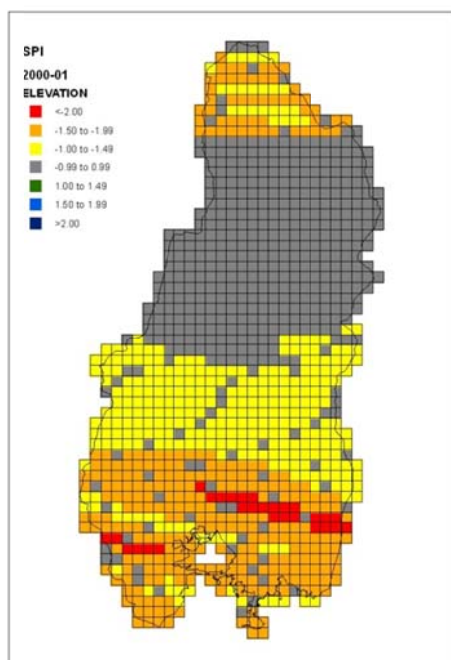 SPI
2000-01
ELEVATION
<-2.00
-1.50 to -1.99
-1.00 to -1.49
-0.99 to 0.99
1.00 to 1.49
1.50 to 1.99
>2.00